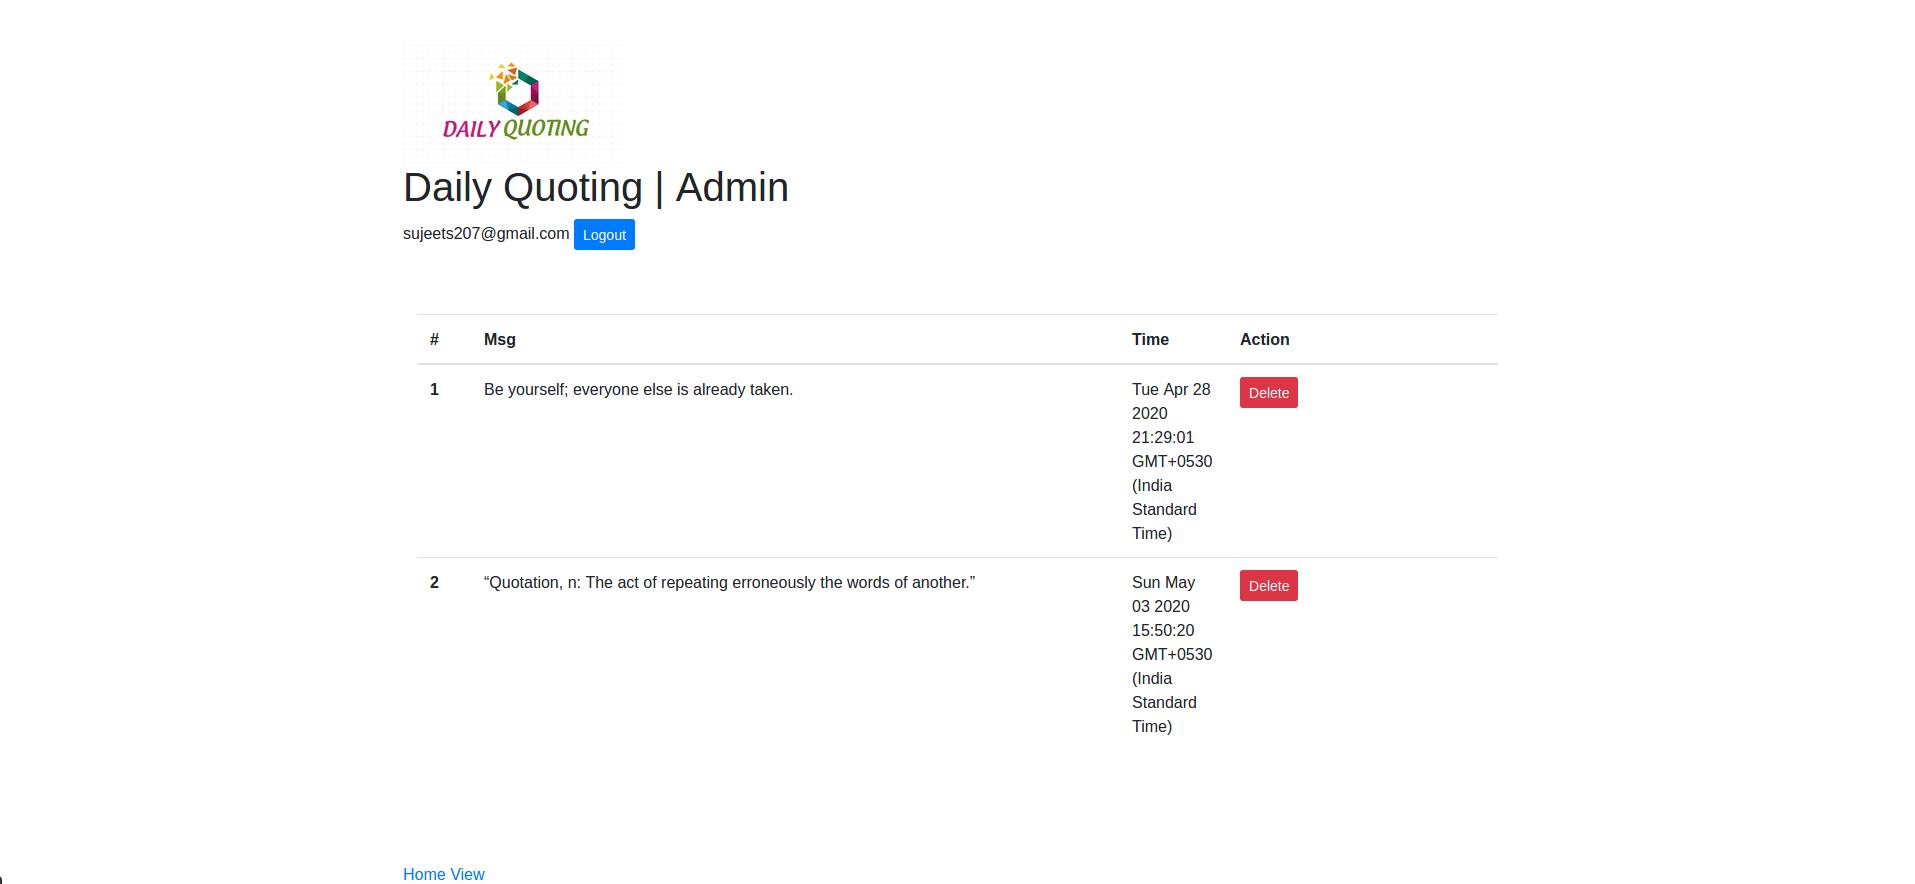 DAILY QUOTING
Daily Quoting | Admin
sujeets207@gmail.com Logout
# Msg Time Action
1 Be yourself; everyone else is already taken. Tue Apr 28 Delete
2020
21:29:01
GMT+0530
(India
Standard
Time)
2 “Quotation, n: The act of repeating erroneously the words of another.” Sun May Delete
03 2020
15:50:20
GMT+0530
(India
Standard
Time)
Home View